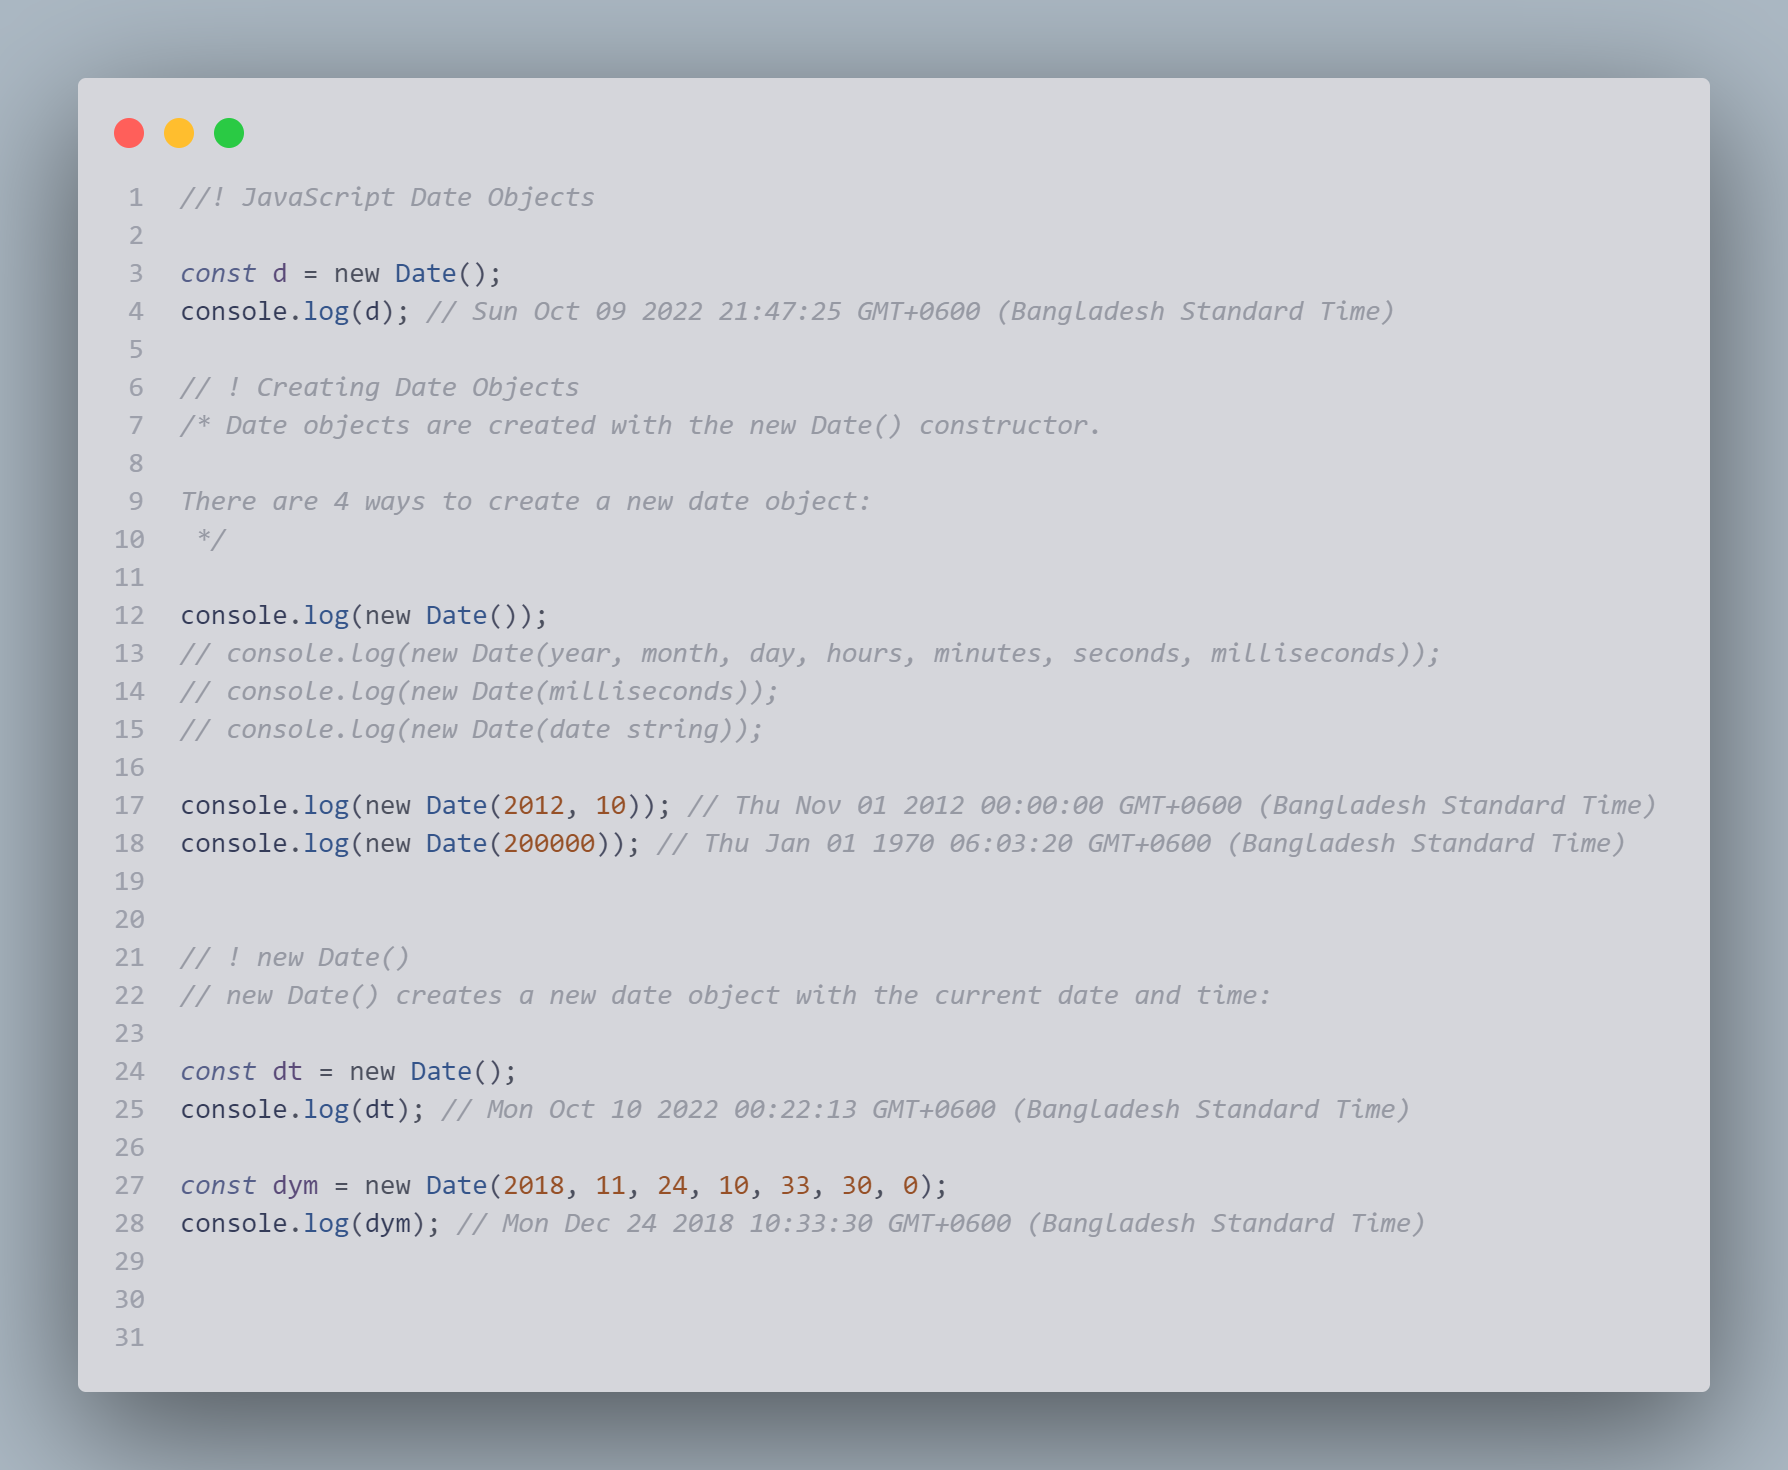 1 //! JavaScript Date Objects
2
3 const d = new Date();
4 console.log(d); // Sun Oct 09 2022 21:47:25 GMT+0600 (Bangladesh Standard Time)
5
6 // ! Creating Date Objects
7 /* Date objects are created with the new Date() constructor.
8
9 There are 4 ways to create a new date object:
10  */
11
12 console.log(new Date());
13 // console.log(new Date(year, month, day, hours, minutes, seconds, milliseconds));
14 // console.log(new Date(milliseconds));
15 // console.log(new Date(date string));
16
17 console.log(new Date(2012, 10)); // Thu Nov 01 2012 00:00:00 GMT+0600 (Bangladesh Standard Time)
18 console.log(new Date(200000)); // Thu Jan 01 1970 06:03:20 GMT+0600 (Bangladesh Standard Time)
19
20
21 // ! new Date()
22 // new Date() creates a new date object with the current date and time:
23
24 const dt = new Date();
25 console.log(dt); // Mon Oct 10 2022 00:22:13 GMT+0600 (Bangladesh Standard Time)
26
27 const dym = new Date(2018, 11, 24, 10, 33, 30, 0);
28 console.log(dym); // Mon Dec 24 2018 10:33:30 GMT+0600 (Bangladesh Standard Time)
29
30
31